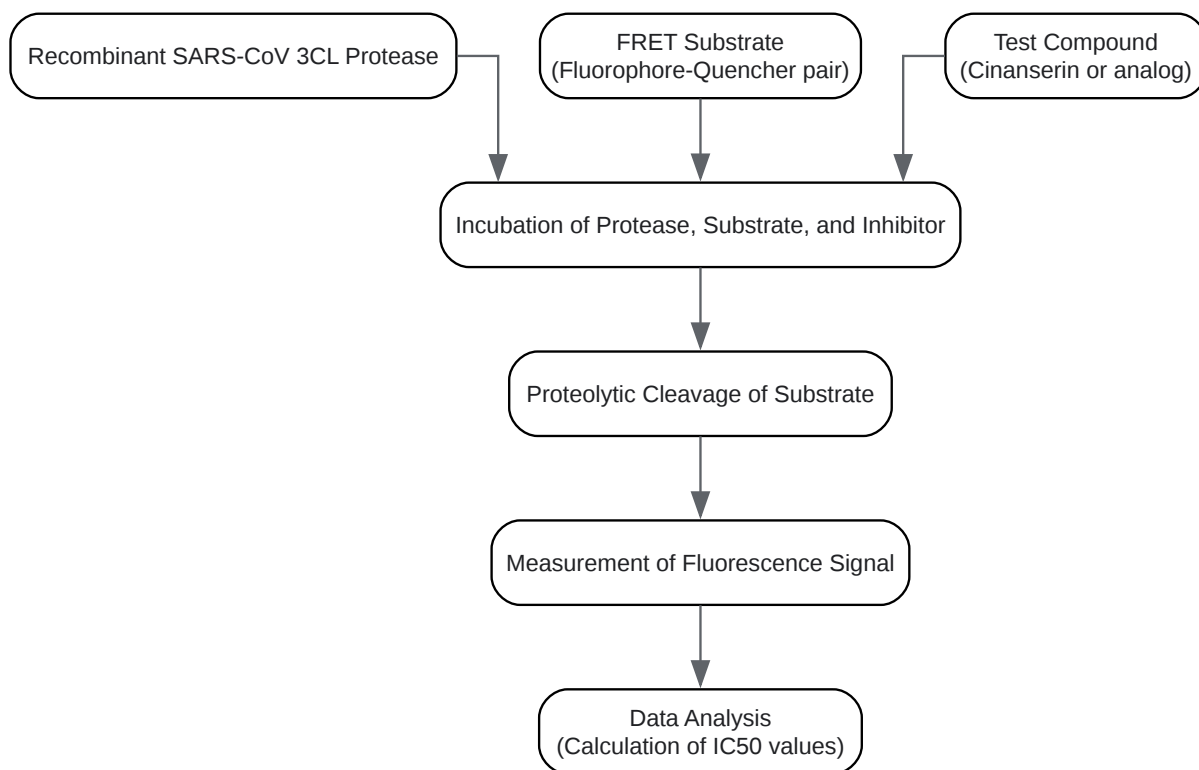 Recombinant SARS-CoV 3CL Protease
FRET Substrate
(Fluorophore-Quencher pair)
Test Compound
(Cinanserin or analog)
Incubation of Protease, Substrate, and Inhibitor
Proteolytic Cleavage of Substrate
Measurement of Fluorescence Signal
Data Analysis
(Calculation of IC50 values)